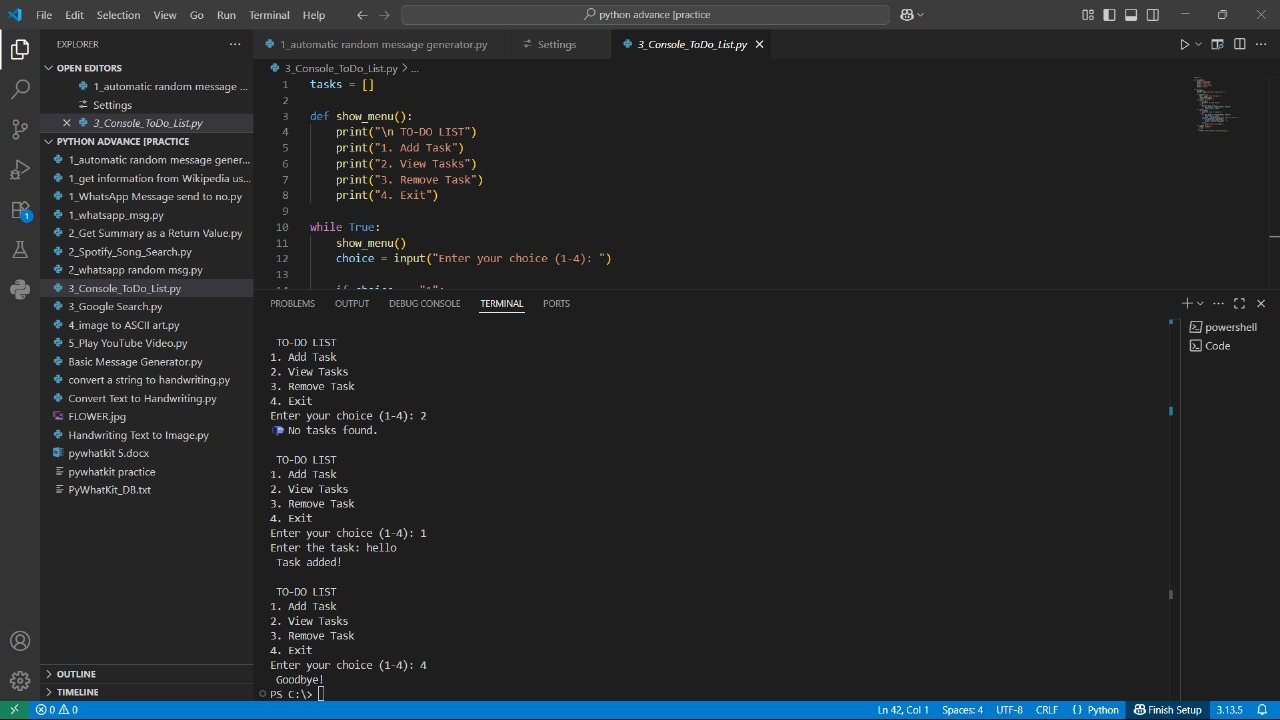 File Edit Selection View Go Run Terminal Help
python advance [practice
EXPLORER
OPEN EDITORS
1_automatic random message ...
Settings
3_Console_ToDo_List.py
PYTHON ADVANCE [PRACTICE
1_automatic random message gener...
1_get information from Wikipedia us...
1_WhatsApp Message send to no.py
1_whatsapp_msg.py
2_Get Summary as a Return Value.py
2_Spotify_Song_Search.py
2_whatsapp random msg.py
3_Console_ToDo_List.py
3_Google Search.py
4_image to ASCII art.py
5_Play YouTube Video.py
Basic Message Generator.py
convert a string to handwriting.py
Convert Text to Handwriting.py
FLOWER.jpg
Handwriting Text to Image.py
pywhatkit 5.docx
pywhatkit practice
PyWhatKit_DB.txt
OUTLINE
TIMELINE
1
1_automatic random message generator.py
Settings
3_Console_ToDo_List.py
3_Console_ToDo_List.py > ...
1 tasks = []
2
3 def show_menu():
4 print("\n TO-DO LIST")
5 print("1. Add Task")
6 print("2. View Tasks")
7 print("3. Remove Task")
8 print("4. Exit")
9
10 while True:
11 show_menu()
12 choice = input("Enter your choice (1-4): ")
13
PROBLEMS OUTPUT DEBUG CONSOLE TERMINAL PORTS
powershell
Code
TO-DO LIST
1. Add Task
2. View Tasks
3. Remove Task
4. Exit
Enter your choice (1-4): 2
No tasks found.
TO-DO LIST
1. Add Task
2. View Tasks
3. Remove Task
4. Exit
Enter your choice (1-4): 1
Enter the task: hello
Task added!
TO-DO LIST
1. Add Task
2. View Tasks
3. Remove Task
4. Exit
Enter your choice (1-4): 4
Goodbye!
PS C:\>
0 0
Ln 42, Col 1 Spaces: 4 UTF-8 CRLF {} Python Finish Setup 3.13.5